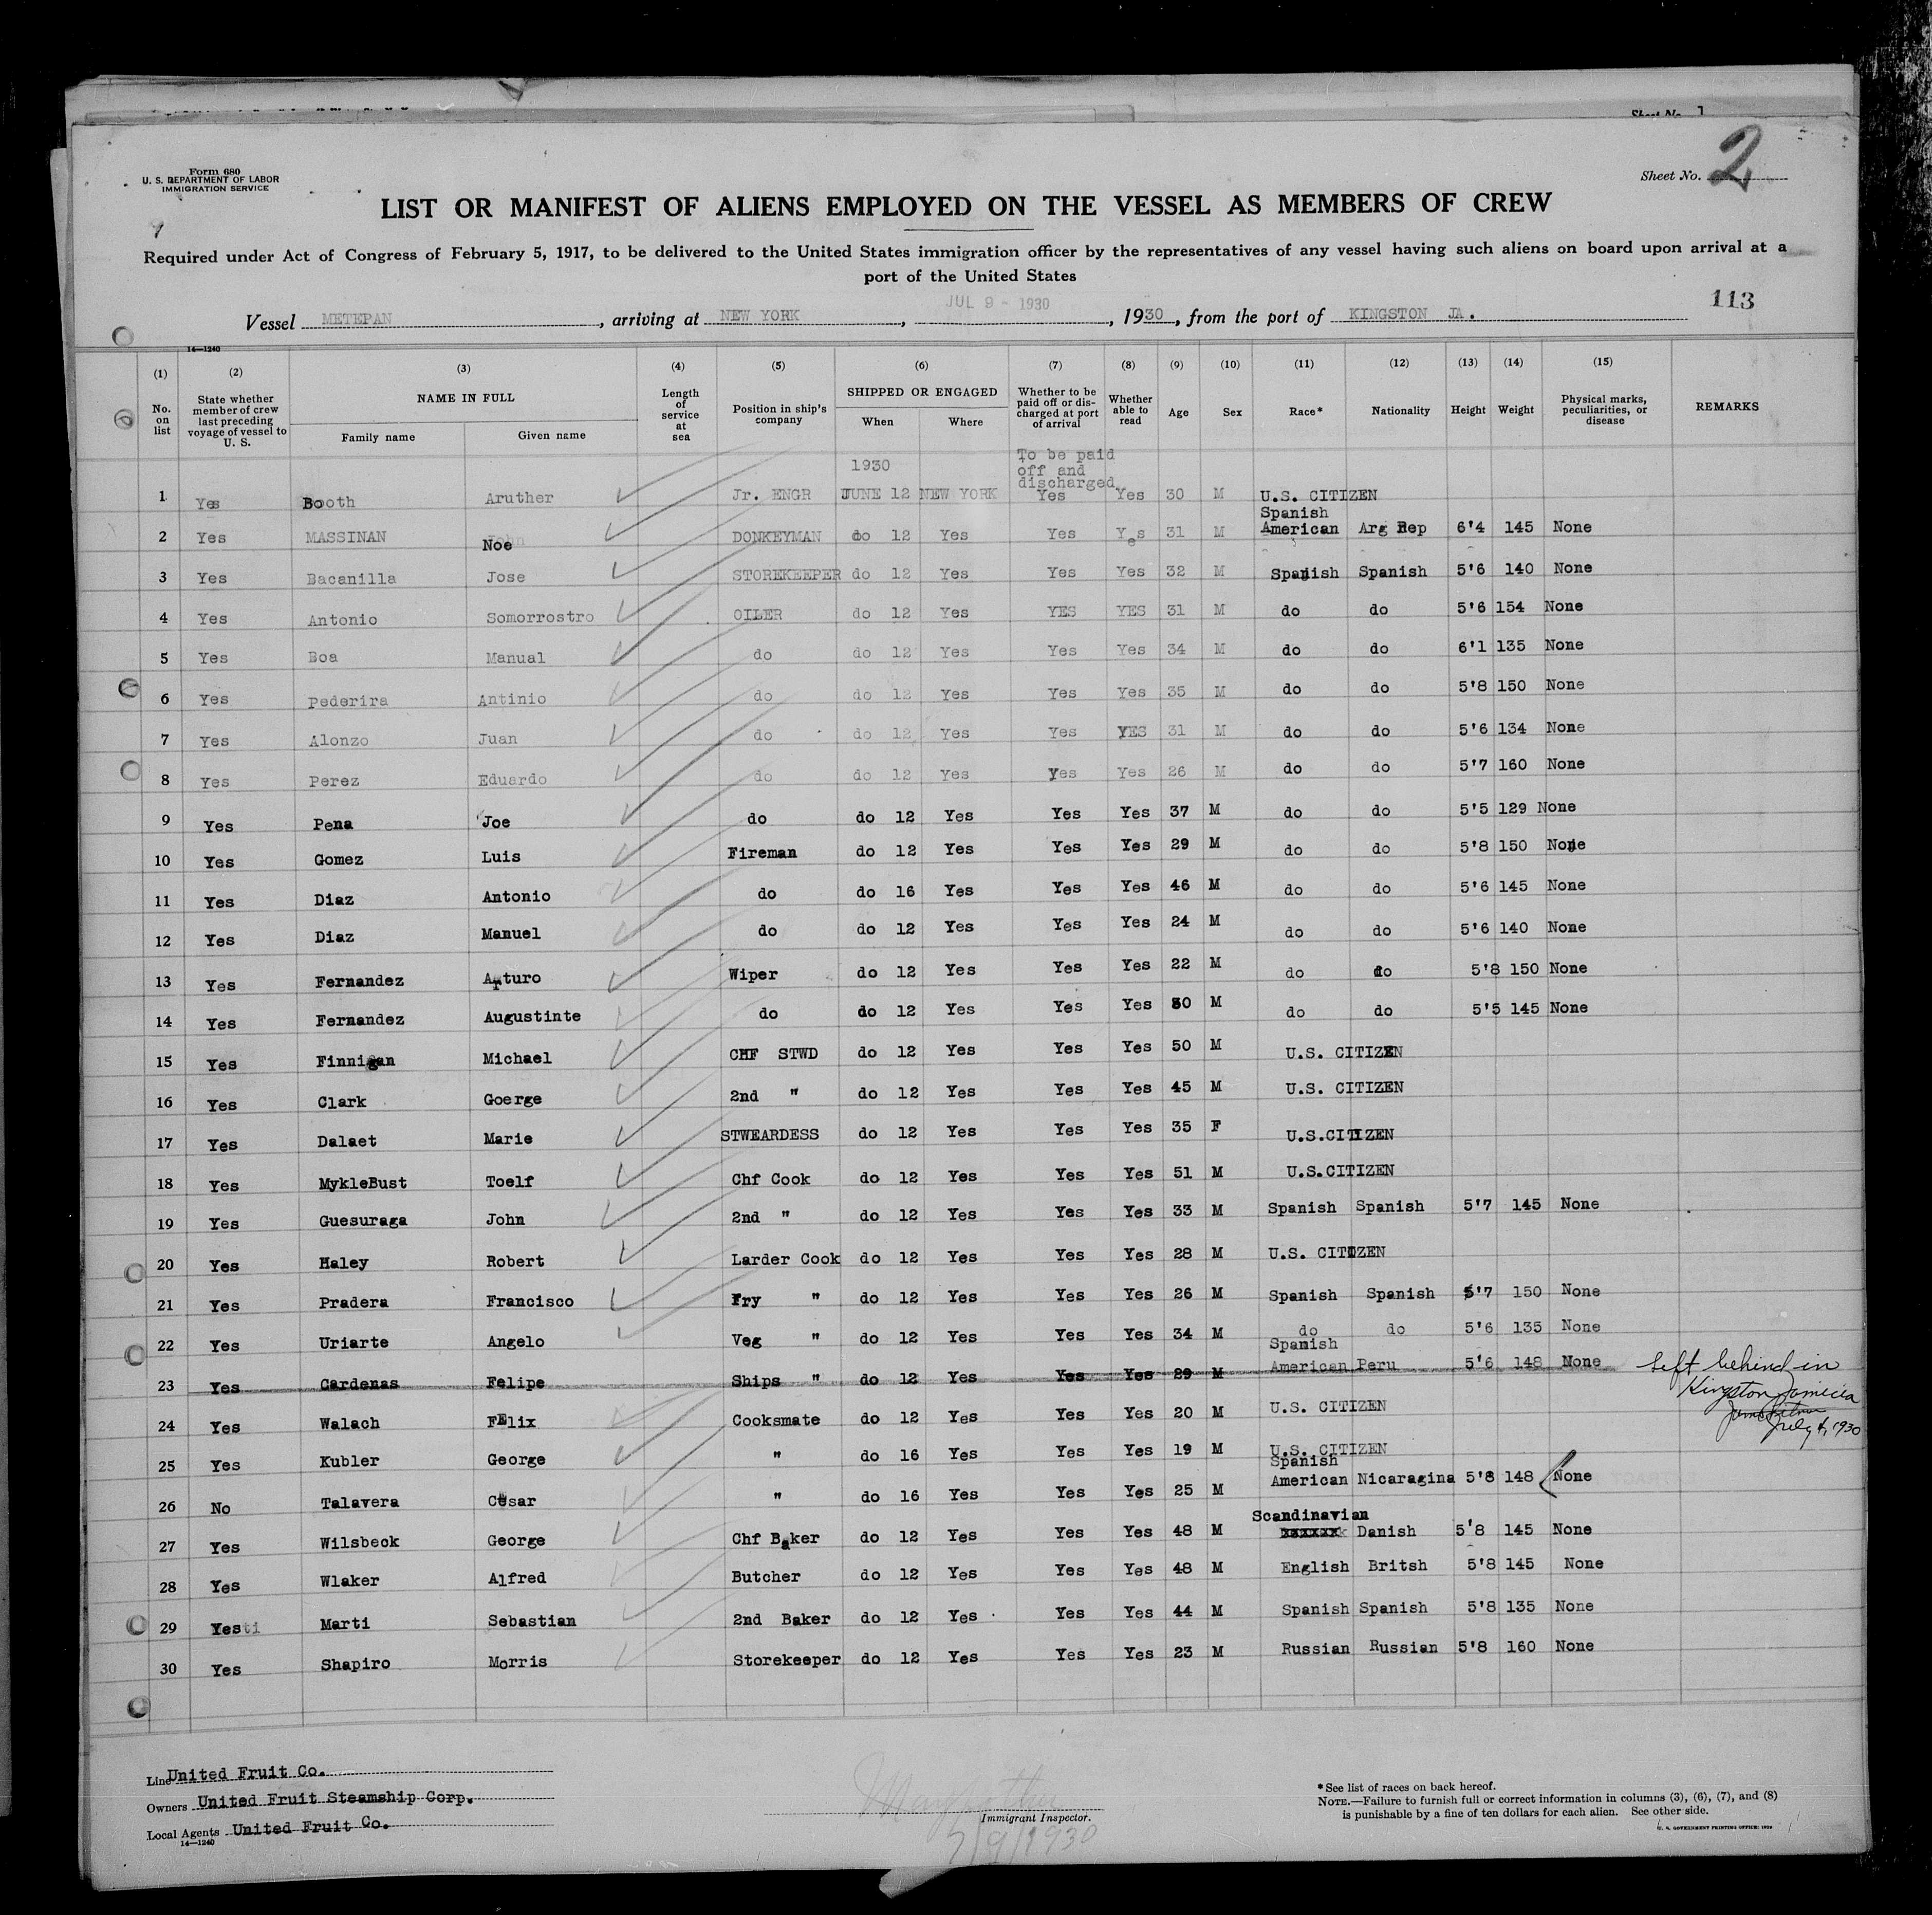 Sheet No. 1
Form 680
U. S. DEPARTMENT OF LABOR
IMMIGRATION SERVICE
Sheet No. 2
LIST OR MANIFEST OF ALIENS EMPLOYED ON THE VESSEL AS MEMBERS OF CREW
Required under Act of Congress of February 5, 1917, to be delivered to the United States immigration officer by the representatives of any vessel having such aliens on board upon arrival at a
port of the United States
113
Vessel METEPAN, arriving at NEW YORK, JUL 9 - 1930, 1930, from the port of KINGSTON JA.
14—1240
(1) (2) (3) (4) (5) (6) (7) (8) (9) (10) (11) (12) (13) (14) (15)
No. on list State whether member of crew last preceding voyage of vessel to U. S. NAME IN FULL Family name Given name Length of service at sea Position in ship's company SHIPPED OR ENGAGED When Where Whether to be paid off or discharged at port of arrival Whether able to read Age Sex Race* Nationality Height Weight Physical marks, peculiarities, or disease REMARKS
1930 To be paid off and discharged
1 Yes Booth Aruther Jr. ENGR JUNE 12 NEW YORK Yes Yes 30 M U.S. CITIZEN
2 Yes MASSINAN Noe DONKEYMAN do 12 Yes Yes Yes 31 M Spanish American Arg Rep 6'4 145 None
3 Yes Bacanilla Jose STOREKEEPER do 12 Yes Yes Yes 32 M Spanish Spanish 5'6 140 None
4 Yes Antonio Somorrostro OILER do 12 Yes YES YES 31 M do do 5'6 154 None
5 Yes Boa Manual do do 12 Yes Yes Yes 34 M do do 6'1 135 None
6 Yes Pederira Antinio do do 12 Yes Yes Yes 35 M do do 5'8 150 None
7 Yes Alonzo Juan do do 12 Yes Yes YES 31 M do do 5'6 134 None
8 Yes Perez Eduardo do do 12 Yes Yes Yes 26 M do do 5'7 160 None
9 Yes Pena Joe do do 12 Yes Yes Yes 37 M do do 5'5 129 None
10 Yes Gomez Luis Fireman do 12 Yes Yes Yes 29 M do do 5'8 150 None
11 Yes Diaz Antonio do do 16 Yes Yes Yes 46 M do do 5'6 145 None
12 Yes Diaz Manuel do do 12 Yes Yes Yes 24 M do do 5'6 140 None
13 Yes Fernandez Arturo Wiper do 12 Yes Yes Yes 22 M do do 5'8 150 None
14 Yes Fernandez Augustinte do do 12 Yes Yes Yes 30 M do do 5'5 145 None
15 Yes Finnigan Michael CHF STWD do 12 Yes Yes Yes 50 M U.S. CITIZEN
16 Yes Clark Goerge 2nd " do 12 Yes Yes Yes 45 M U.S. CITIZEN
17 Yes Dalaet Marie STWEARDESS do 12 Yes Yes Yes 35 F U.S.CITIZEN
18 Yes MykleBust Toelf Chf Cook do 12 Yes Yes Yes 51 M U.S.CITIZEN
19 Yes Guesuraga John 2nd " do 12 Yes Yes Yes 33 M Spanish Spanish 5'7 145 None
20 Yes Haley Robert Larder Cook do 12 Yes Yes Yes 28 M U.S. CITIZEN
21 Yes Pradera Francisco Fry " do 12 Yes Yes Yes 26 M Spanish Spanish 5'7 150 None
22 Yes Uriarte Angelo Veg " do 12 Yes Yes Yes 34 M do do 5'6 135 None
23 Yes Cardenas Felipe Ships " do 12 Yes Yes Yes 29 M Spanish American Peru 5'6 148 None Left behind in Kingston Jamicia July 4, 1930
24 Yes Walach Felix Cooksmate do 12 Yes Yes Yes 20 M U.S. CITIZEN
25 Yes Kubler George " do 16 Yes Yes Yes 19 M U.S. CITIZEN
26 No Talavera Cesar " do 16 Yes Yes Yes 25 M Spanish American Nicaragina 5'8 148 None
27 Yes Wilsbeck George Chf Baker do 12 Yes Yes Yes 48 M Scandinavian Danish 5'8 145 None
28 Yes Wlaker Alfred Butcher do 12 Yes Yes Yes 48 M English Britsh 5'8 145 None
29 Yesti Marti Sebastian 2nd Baker do 12 Yes Yes Yes 44 M Spanish Spanish 5'8 135 None
30 Yes Shapiro Morris Storekeeper do 12 Yes Yes Yes 23 M Russian Russian 5'8 160 None
Line United Fruit Co.
Owners United Fruit Steamship Corp.
Local Agents United Fruit Co.
14—1240
Immigrant Inspector.
7/9/1930
*See list of races on back hereof.
NOTE.—Failure to furnish full or correct information in columns (3), (6), (7), and (8)
is punishable by a fine of ten dollars for each alien. See other side.
U. S. GOVERNMENT PRINTING OFFICE: 1929